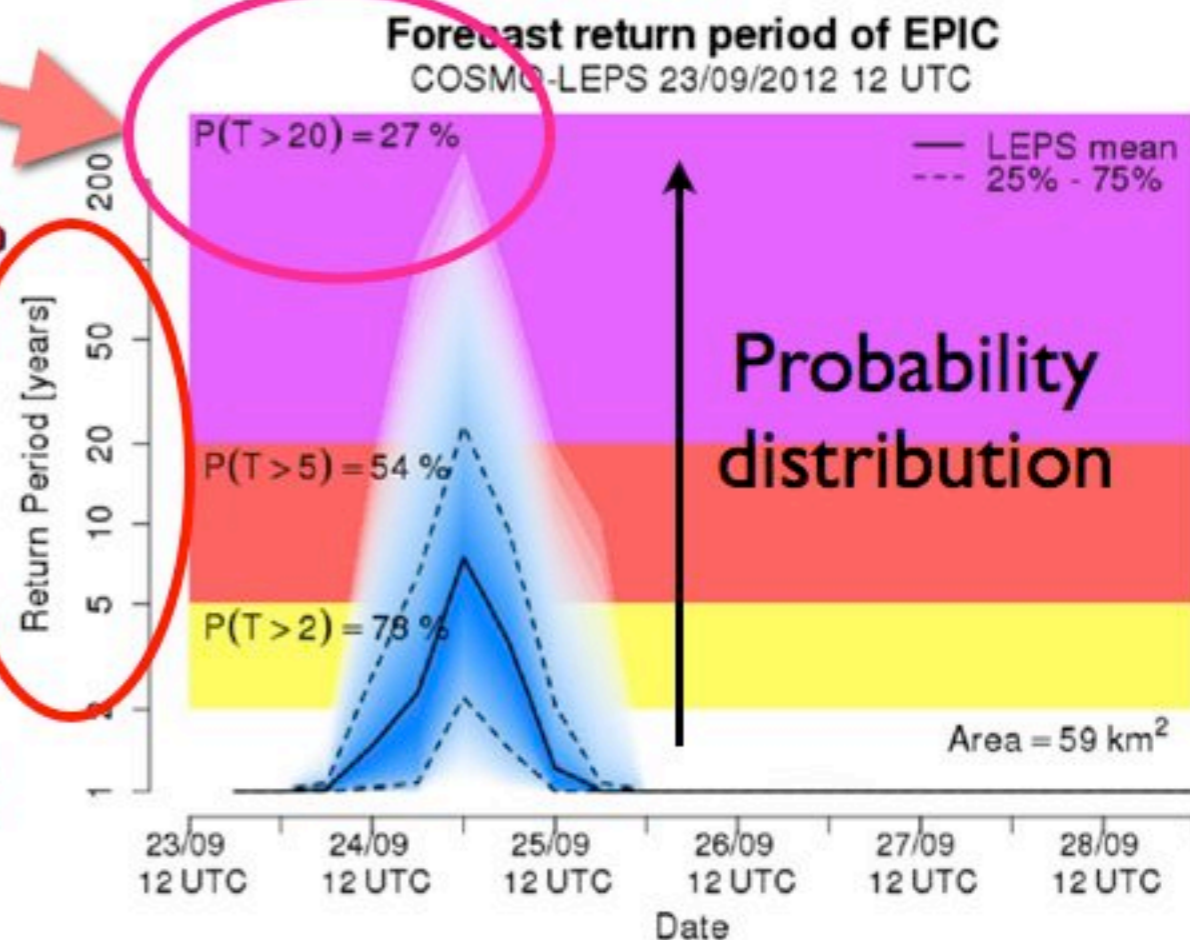 Forecast return period of EPIC
COSMO-LEPS 23/09/2012 12 UTC
P(T > 20) = 27 %
LEPS mean
25% - 75%
Probability
distribution
P(T > 5) = 54 %
P(T > 2) = 78 %
Area = 59 km²
Return Period [years]
200
50
20
10
5
2
1
23/09 24/09 25/09 26/09 27/09 28/09
12 UTC 12 UTC 12 UTC 12 UTC 12 UTC 12 UTC
Date